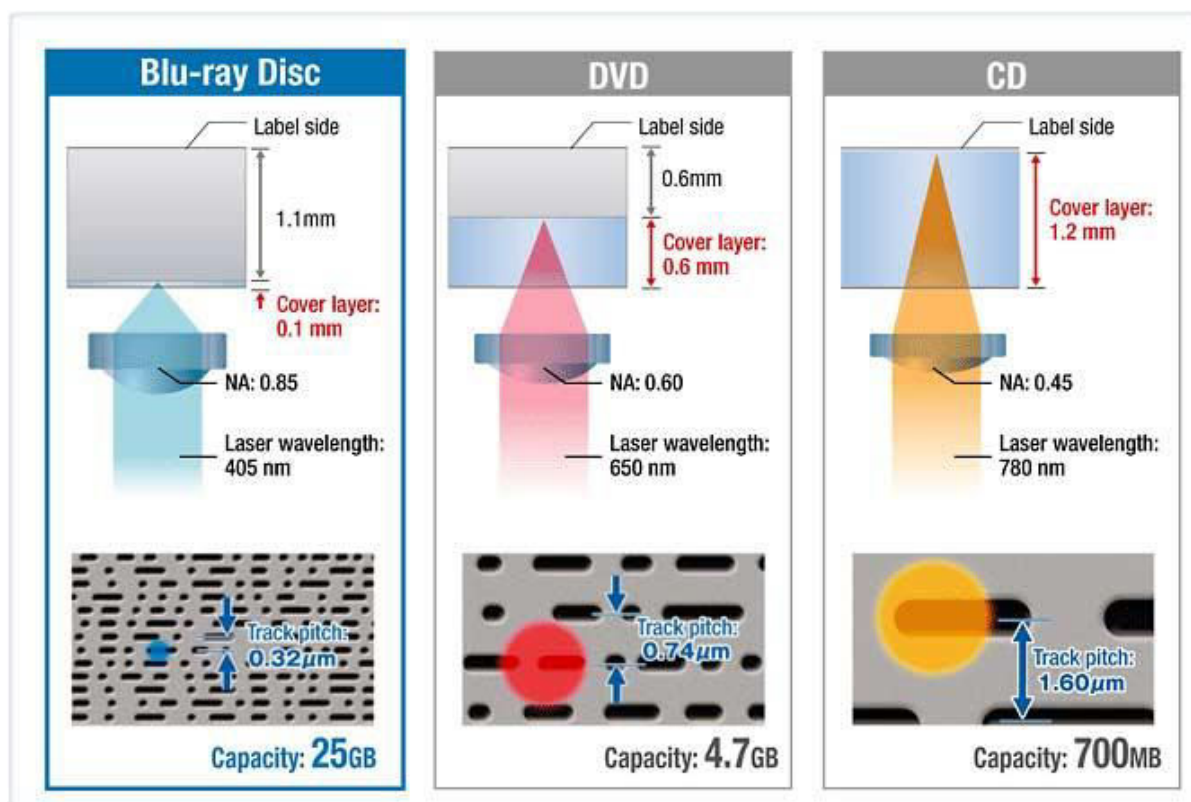 Blu-ray Disc
Label side
1.1mm
Cover layer:
0.1 mm
NA: 0.85
Laser wavelength:
405 nm
Track pitch:
0.32μm
Capacity: 25GB
DVD
Label side
0.6mm
Cover layer:
0.6 mm
NA: 0.60
Laser wavelength:
650 nm
Track pitch:
0.74μm
Capacity: 4.7GB
CD
Label side
Cover layer:
1.2 mm
NA: 0.45
Laser wavelength:
780 nm
Track pitch:
1.60μm
Capacity: 700MB